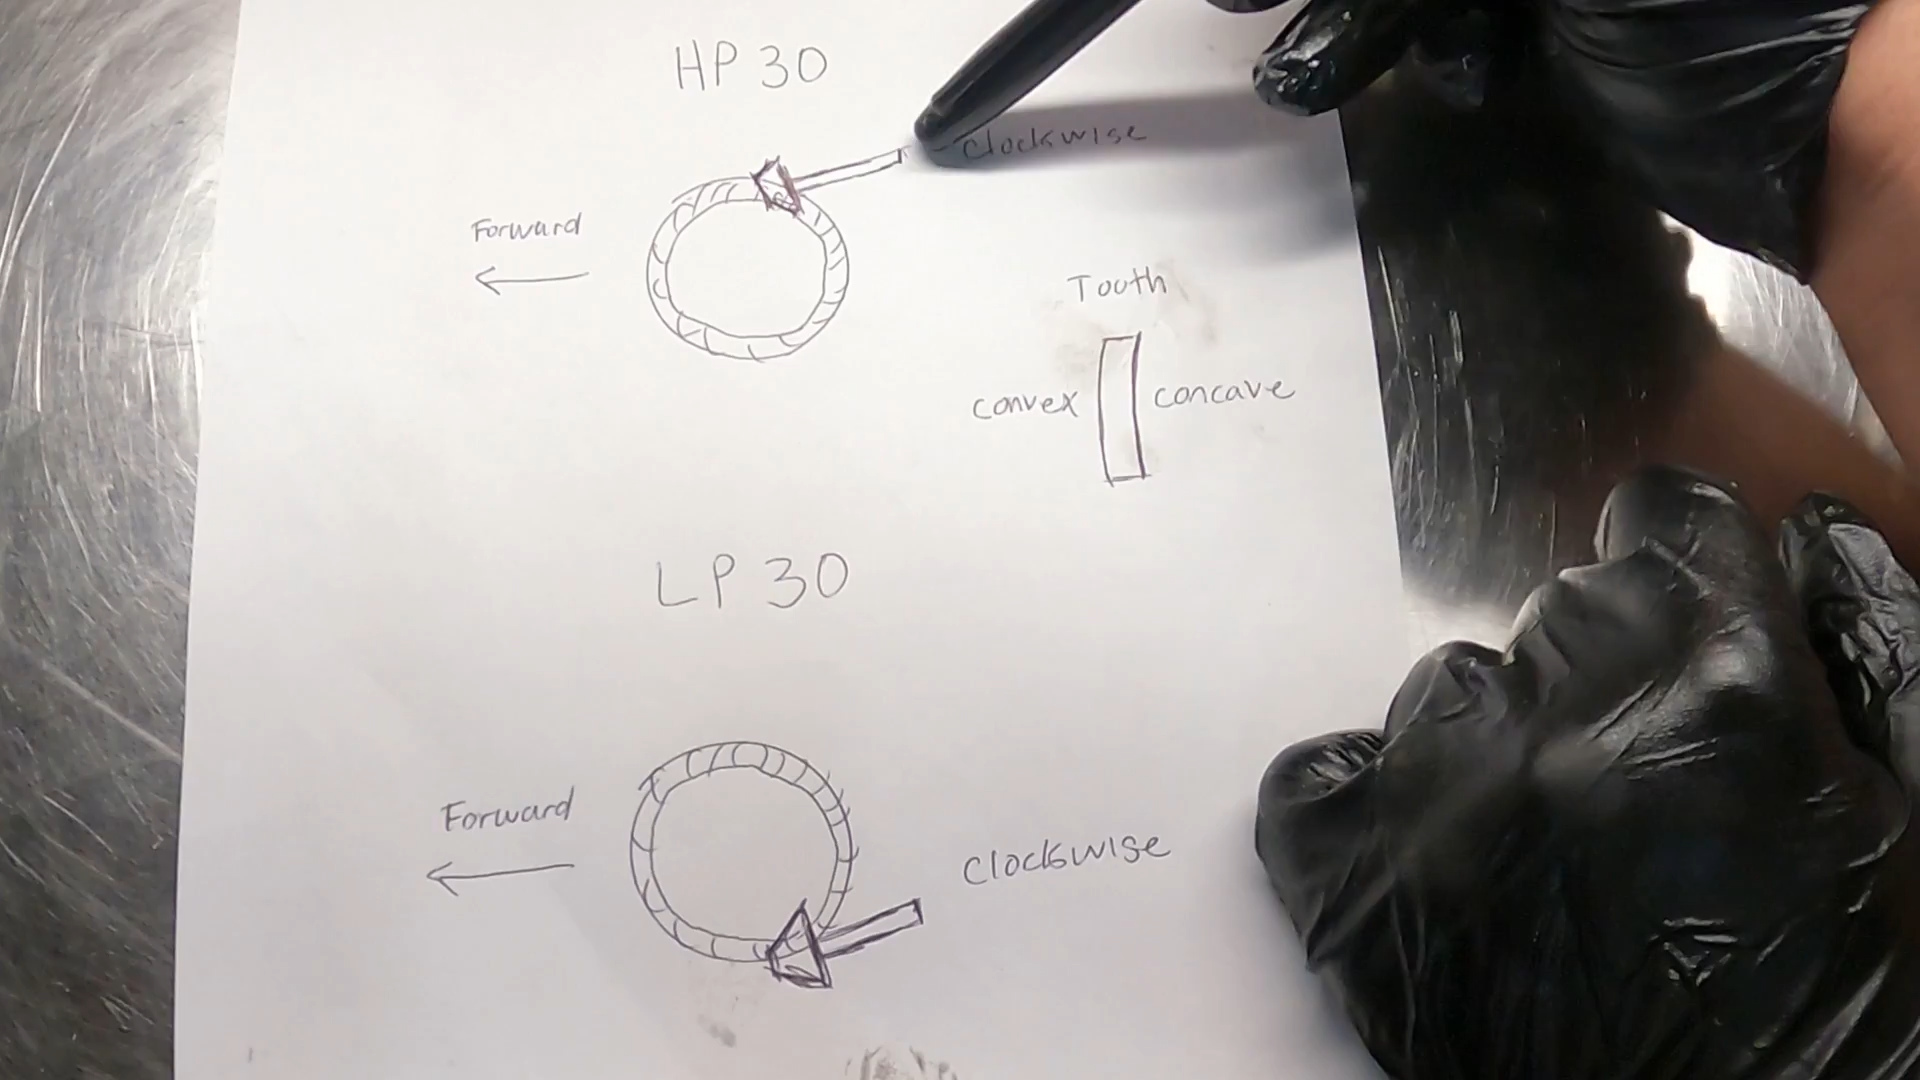 HP 30
clockwise
Forward
Tooth
convex concave
LP 30
Forward
clockwise